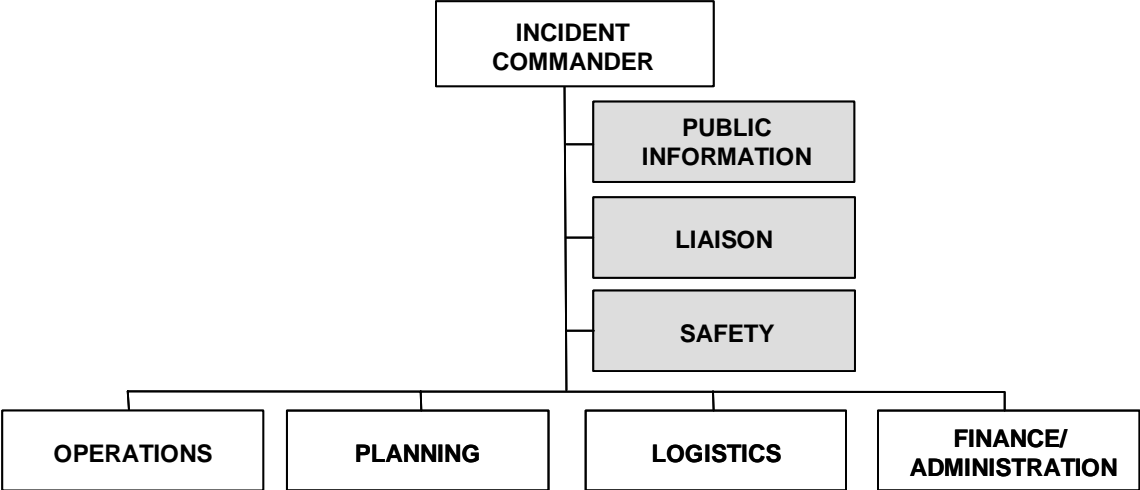 INCIDENT
COMMANDER
PUBLIC
INFORMATION
LIAISON
SAFETY
OPERATIONS
PLANNING
LOGISTICS
FINANCE/
ADMINISTRATION